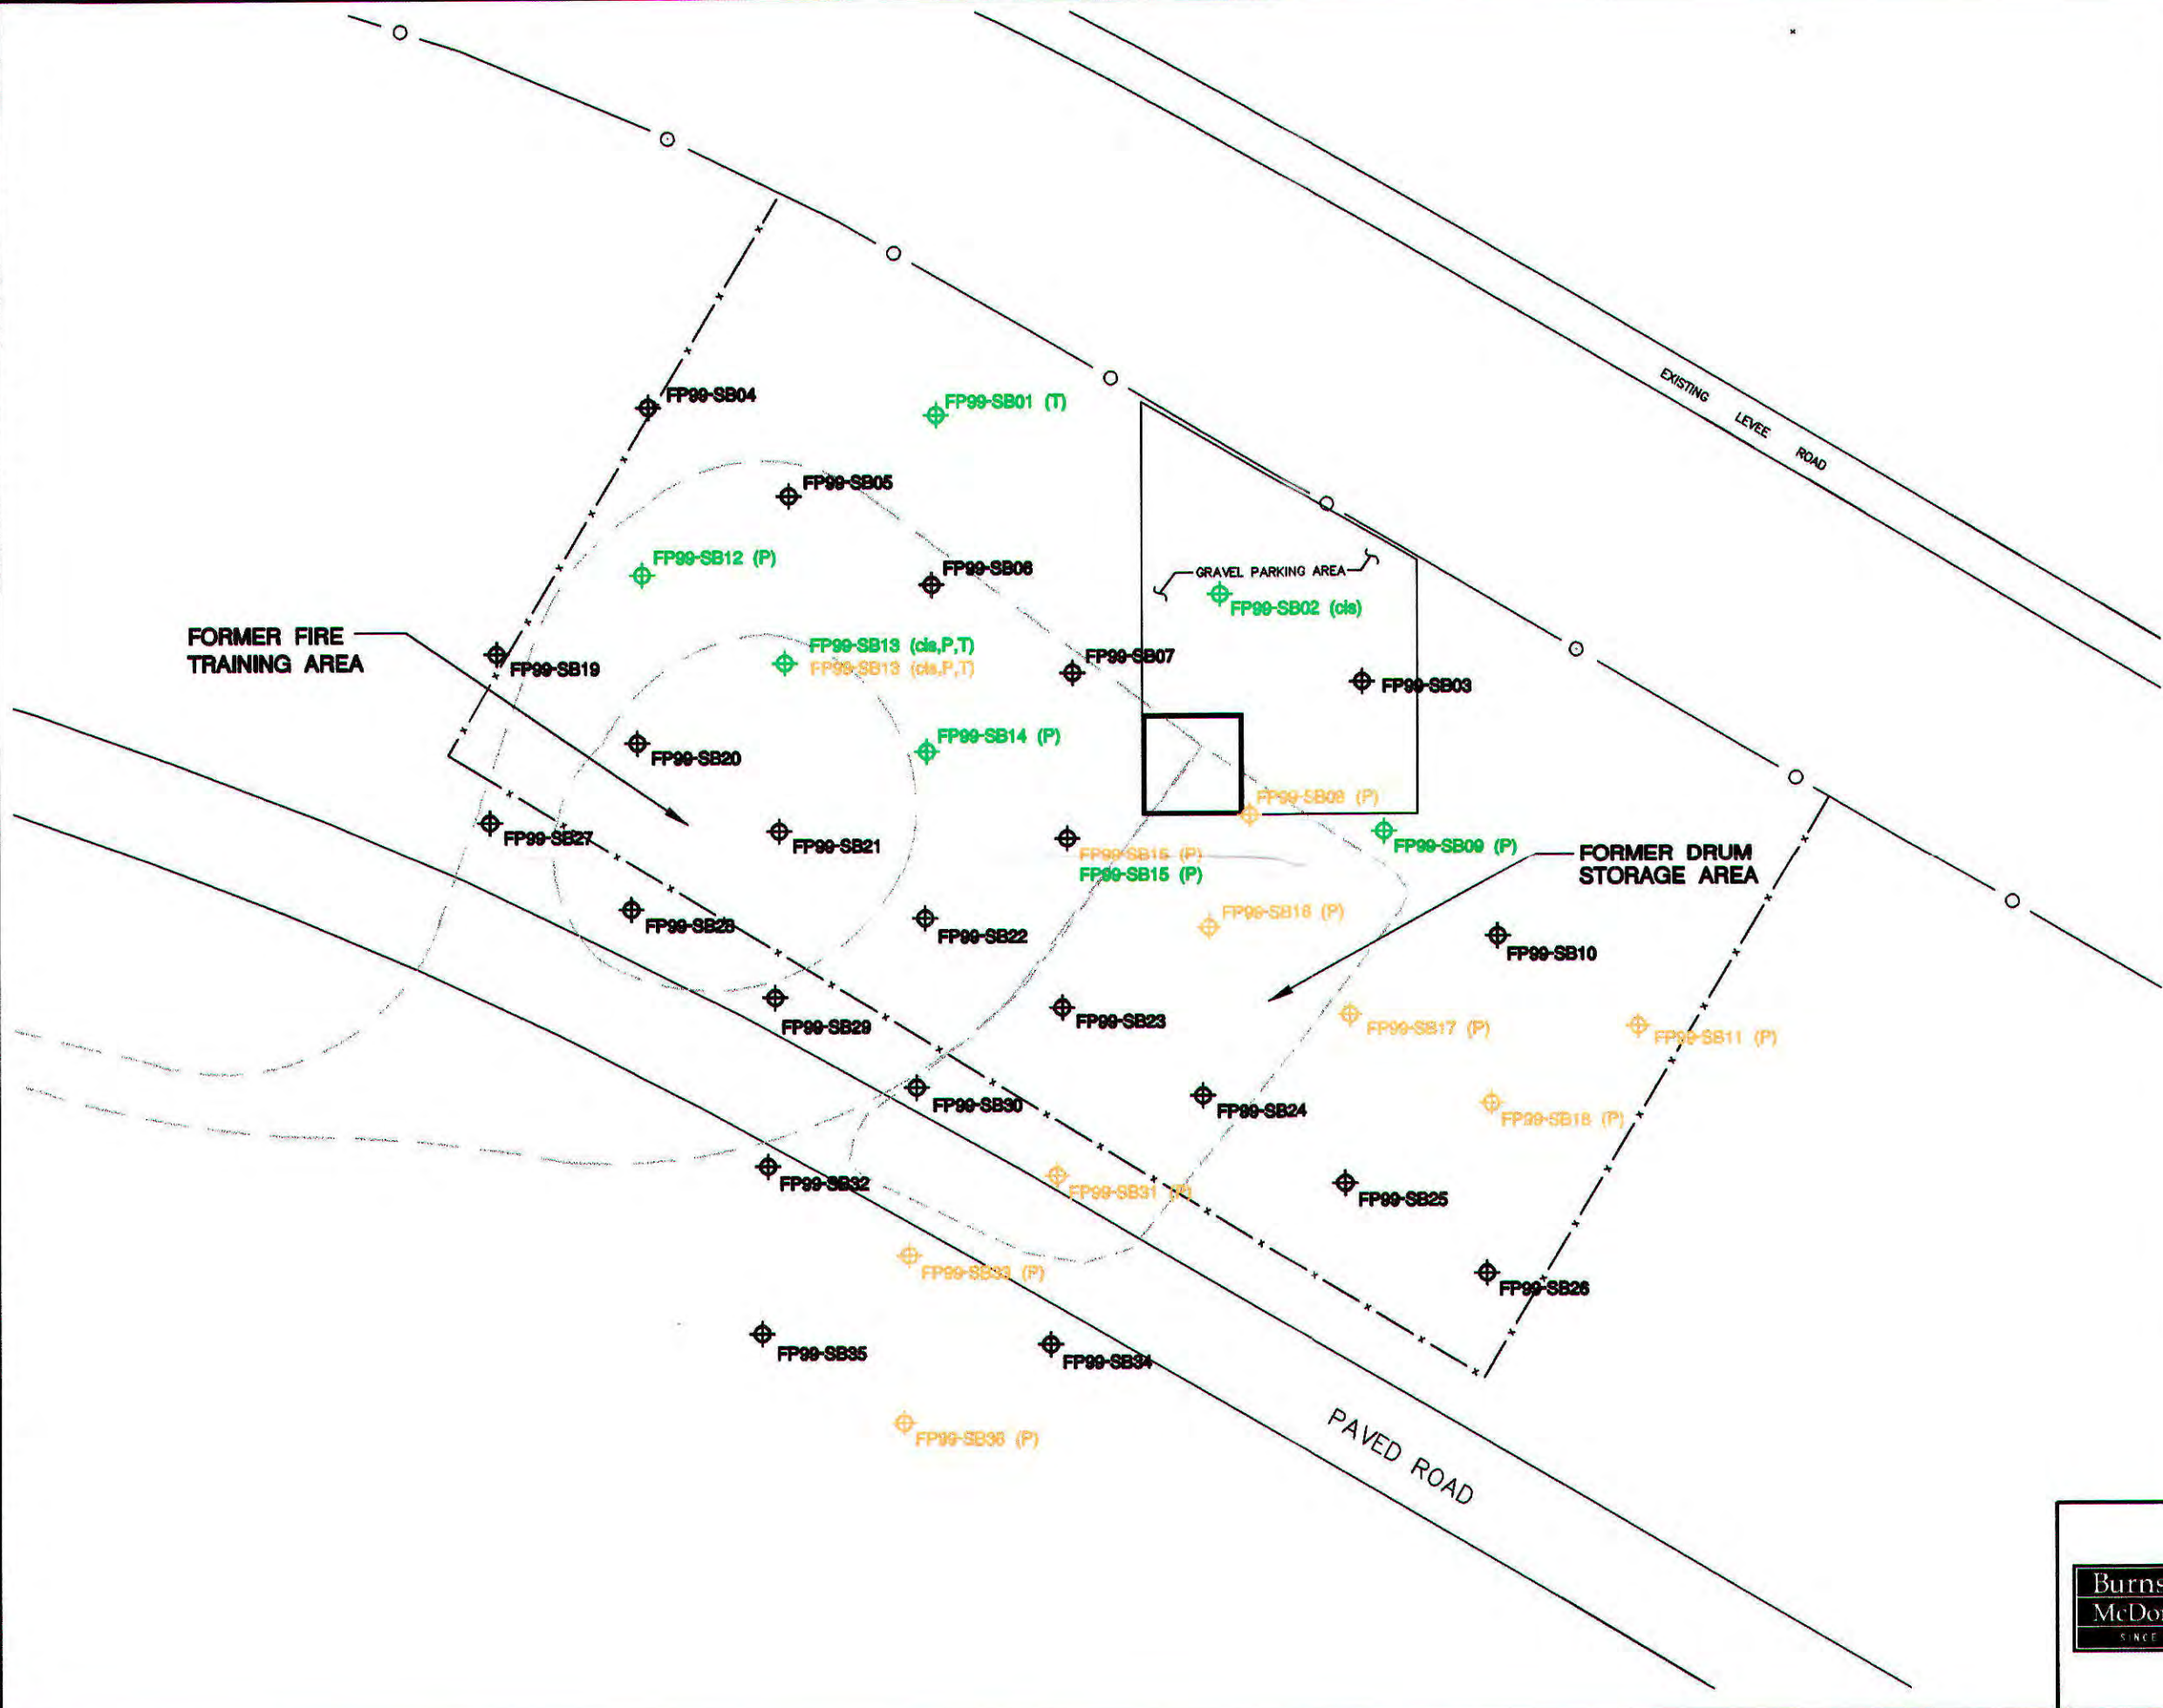 EXISTING LEVEE ROAD
FP99-SB04
FP99-SB01 (T)
FP99-SB05
FP99-SB12 (P)
FP99-SB06
GRAVEL PARKING AREA
FP99-SB02 (cis)
FORMER FIRE
TRAINING AREA
FP99-SB19
FP99-SB13 (cis,P,T)
FP99-SB13 (cis,P,T)
FP99-SB07
FP99-SB03
FP99-SB20
FP99-SB14 (P)
FP99-SB08 (P)
FP99-SB27
FP99-SB21
FP99-SB15 (P)
FP99-SB15 (P)
FP99-SB09 (P)
FORMER DRUM
STORAGE AREA
FP99-SB28
FP99-SB22
FP99-SB16 (P)
FP99-SB10
FP99-SB29
FP99-SB23
FP99-SB17 (P)
FP99-SB11 (P)
FP99-SB30
FP99-SB24
FP99-SB18 (P)
FP99-SB32
FP99-SB31 (P)
FP99-SB25
FP99-SB33 (P)
FP99-SB26
FP99-SB35
FP99-SB34
FP99-SB36 (P)
PAVED ROAD
Burns
McDo
SINCE